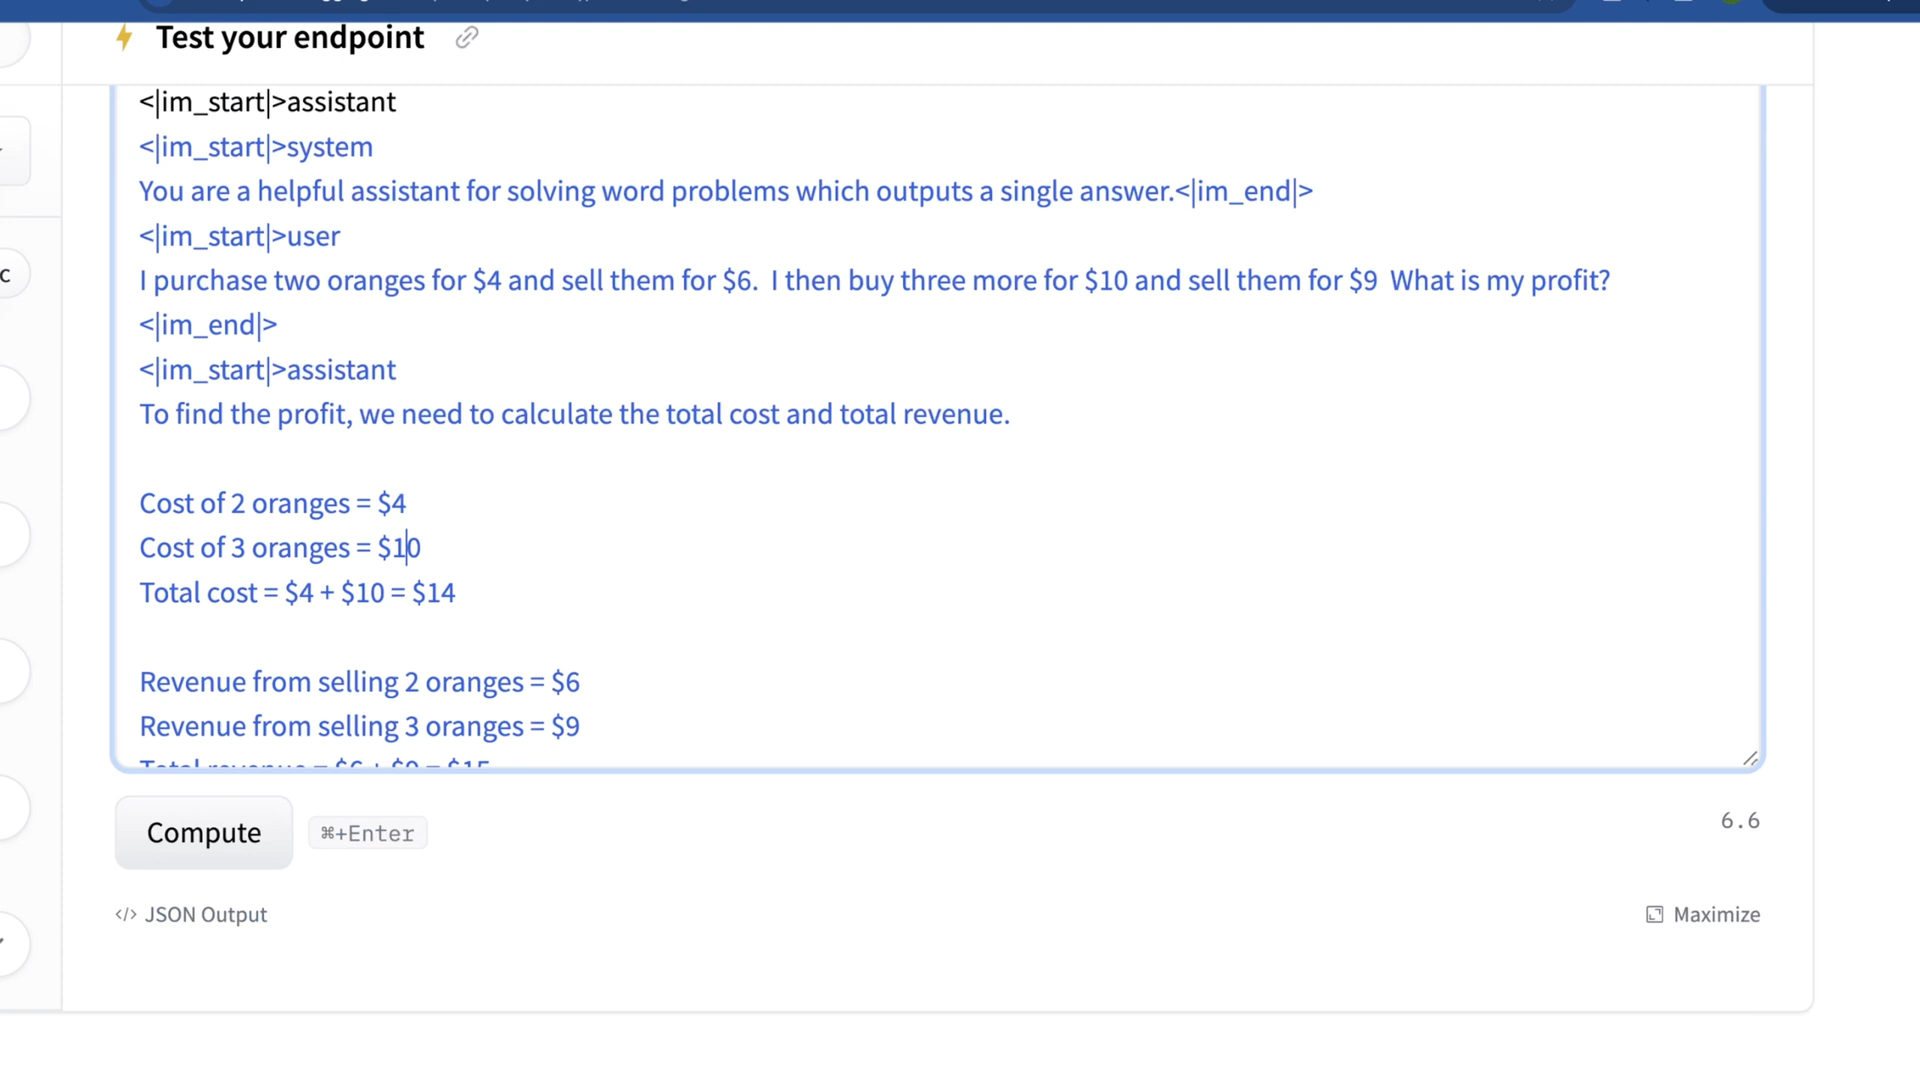 Test your endpoint
<|im_start|>assistant
<|im_start|>system
You are a helpful assistant for solving word problems which outputs a single answer.<|im_end|>
<|im_start|>user
I purchase two oranges for $4 and sell them for $6.  I then buy three more for $10 and sell them for $9  What is my profit?
<|im_end|>
<|im_start|>assistant
To find the profit, we need to calculate the total cost and total revenue.
c
Cost of 2 oranges = $4
Cost of 3 oranges = $10
Total cost = $4 + $10 = $14
Revenue from selling 2 oranges = $6
Revenue from selling 3 oranges = $9
Total revenue = $6 + $9 = $15
Compute
⌘+Enter
6.6
</> JSON Output
Maximize